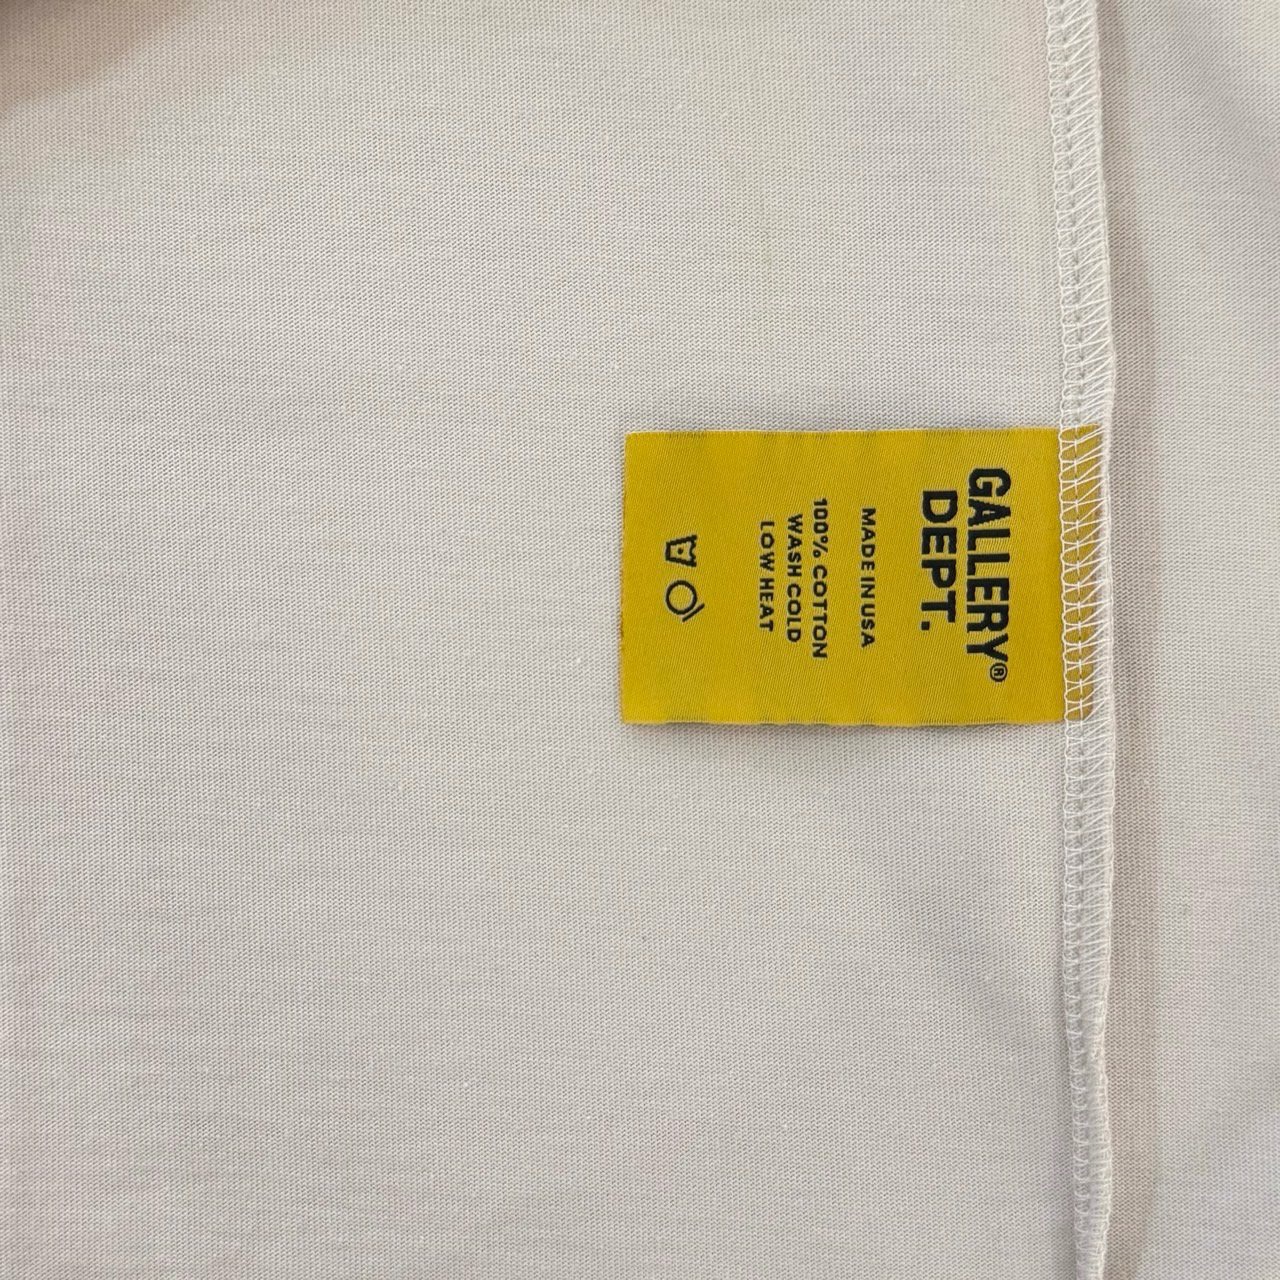 GALLERY®
DEPT.
MADE IN USA
100% COTTON
WASH COLD
LOW HEAT